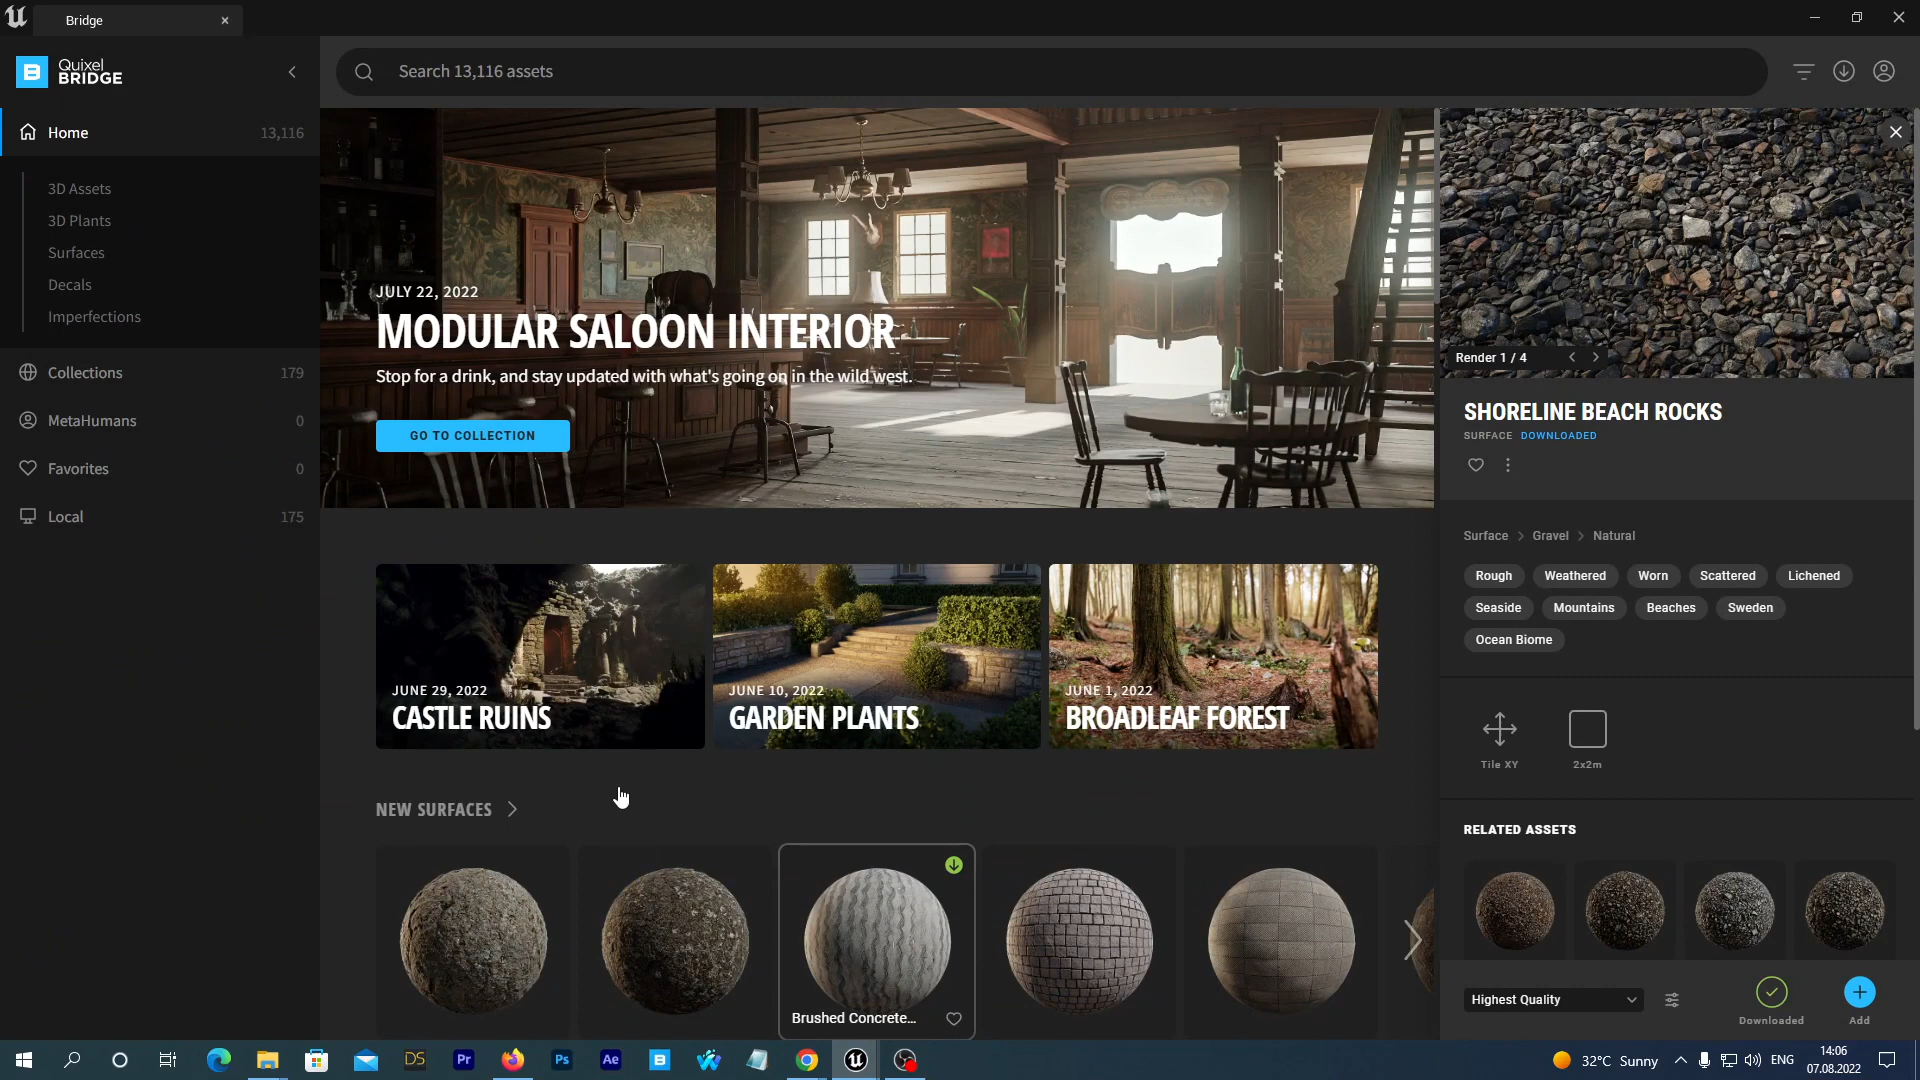 Bridge
Quixel
BRIDGE
Search 13,116 assets
Home 13,116
3D Assets
3D Plants
Surfaces
Decals
Imperfections
Collections 179
MetaHumans 0
Favorites 0
Local 175
JULY 22, 2022
MODULAR SALOON INTERIOR
Stop for a drink, and stay updated with what's going on in the wild west.
GO TO COLLECTION
JUNE 29, 2022
CASTLE RUINS
JUNE 10, 2022
GARDEN PLANTS
JUNE 1, 2022
BROADLEAF FOREST
NEW SURFACES
Brushed Concrete...
Render 1 / 4
SHORELINE BEACH ROCKS
SURFACE DOWNLOADED
Surface > Gravel > Natural
Rough Weathered Worn Scattered Lichened
Seaside Mountains Beaches Sweden
Ocean Biome
Tile XY 2x2m
RELATED ASSETS
Highest Quality
Downloaded Add
DS Pr Ps Ae
32°C Sunny ENG
14:06
07.08.2022